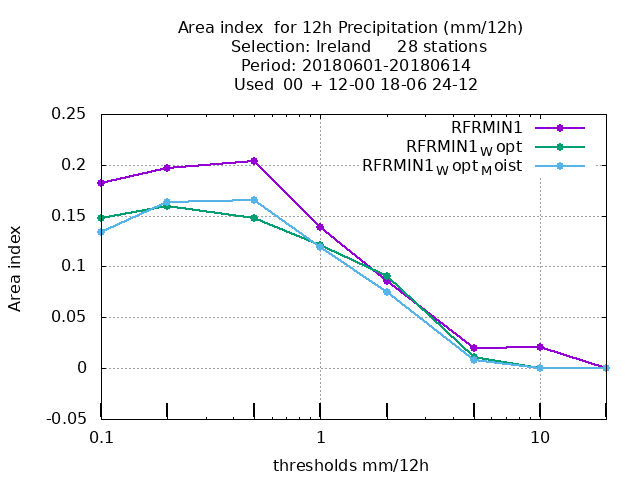 Area index  for 12h Precipitation (mm/12h)
Selection: Ireland     28 stations
Period: 20180601-20180614
Used  00  + 12-00 18-06 24-12
RFRMIN1
RFRMIN1_W opt
RFRMIN1_W opt_M oist
0.25
0.2
0.15
0.1
0.05
0
-0.05
Area index
0.1 1 10
thresholds mm/12h